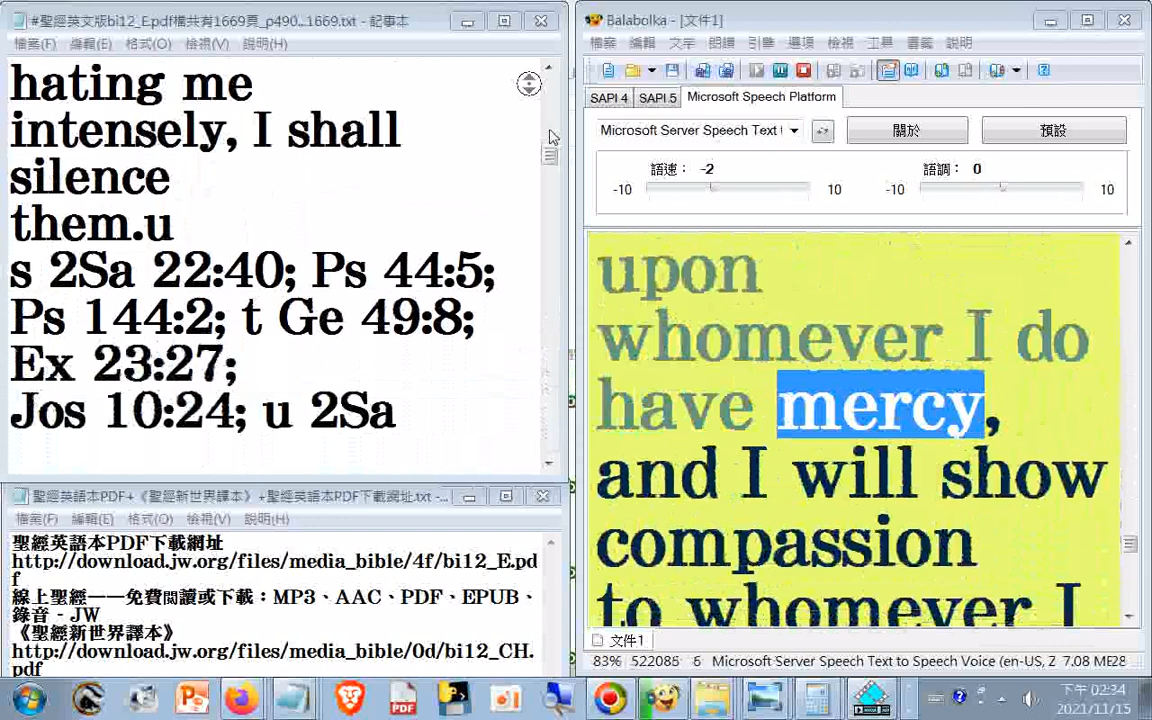 #聖經英文版bi12_E.pdf檔共有1669頁_p490...1669.txt - 記事本
檔案(F) 編輯(E) 格式(O) 檢視(V) 說明(H)
hating me
intensely, I shall
silence
them.u
s 2Sa 22:40; Ps 44:5;
Ps 144:2; t Ge 49:8;
Ex 23:27;
Jos 10:24; u 2Sa
聖經英語本PDF+《聖經新世界譯本》+聖經英語本PDF下載網址.txt - ...
檔案(F) 編輯(E) 格式(O) 檢視(V) 說明(H)
聖經英語本PDF下載網址
http://download.jw.org/files/media_bible/4f/bi12_E.pd
f
線上聖經——免費閱讀或下載：MP3、AAC、PDF、EPUB、
錄音 - JW
《聖經新世界譯本》
http://download.jw.org/files/media_bible/0d/bi12_CH.
pdf
Balabolka - [文件1]
檔案 編輯 文字 朗讀 引擎 選項 檢視 工具 書籤 說明
SAPI 4 SAPI 5 Microsoft Speech Platform
Microsoft Server Speech Text 關於 預設
語速： -2 語調： 0
-10 10 -10 10
upon
whomever I do
have mercy,
and I will show
compassion
to whomever I
文件1
83% 522085 6 Microsoft Server Speech Text to Speech Voice (en-US, Z 7.08 ME28
下午 02:34
2021/11/15